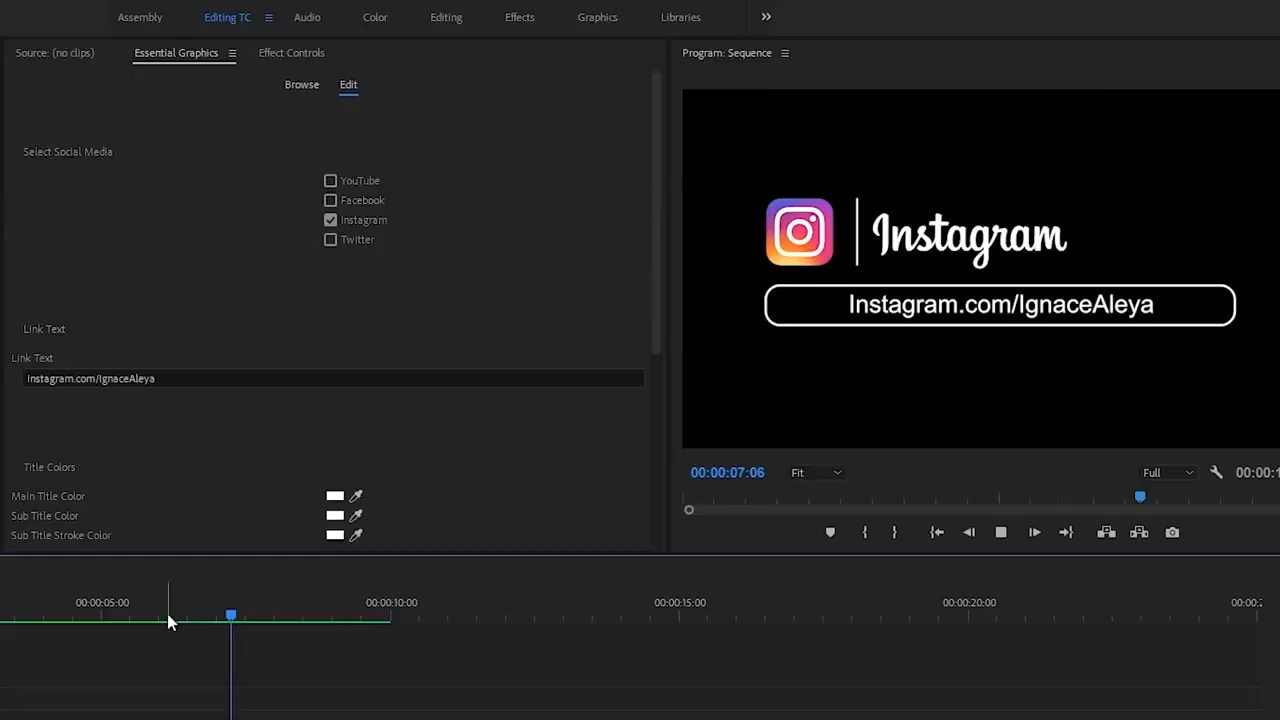 Assembly Editing TC Audio Color Editing Effects Graphics Libraries
Source: (no clips) Essential Graphics Effect Controls
Browse Edit
Select Social Media
YouTube
Facebook
Instagram
Twitter
Link Text
Link Text
Instagram.com/IgnaceAleya
Title Colors
Main Title Color
Sub Title Color
Sub Title Stroke Color
Program: Sequence
Instagram
Instagram.com/IgnaceAleya
00:00:07:06 Fit Full
00:00:05:00 00:00:10:00 00:00:15:00 00:00:20:00